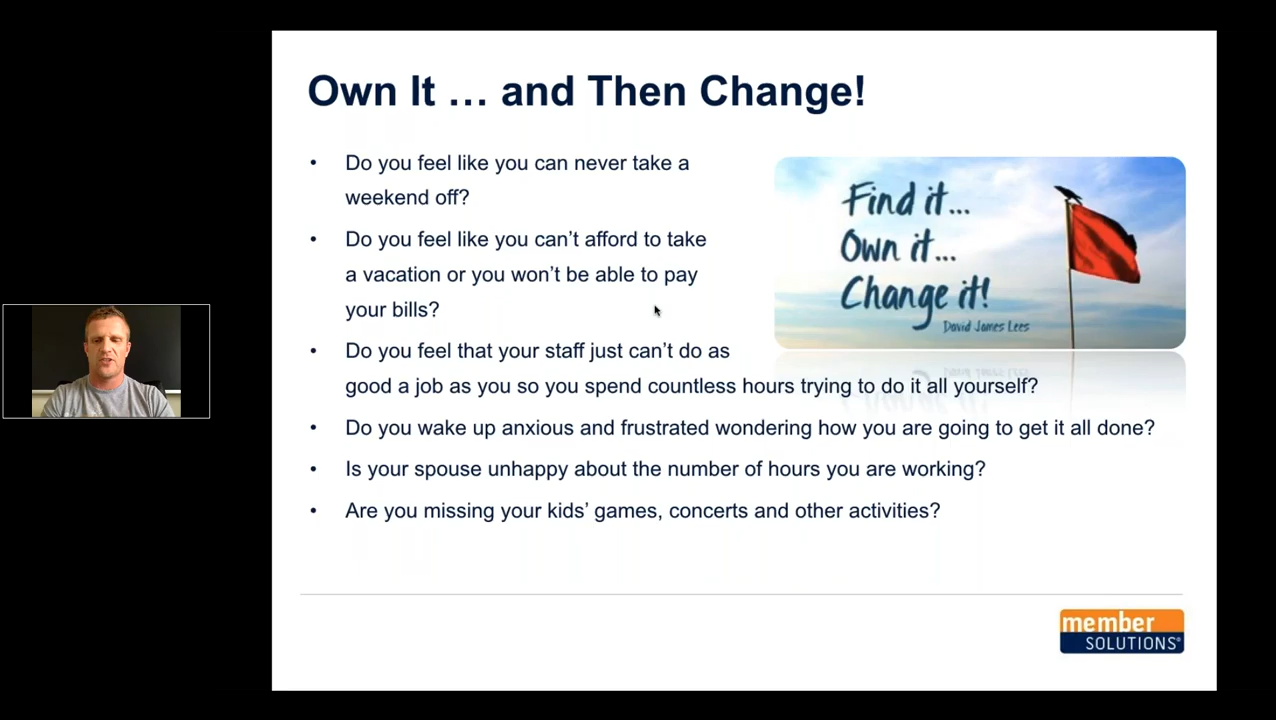 Own It … and Then Change!
• Do you feel like you can never take a
weekend off?
• Do you feel like you can’t afford to take
a vacation or you won’t be able to pay
your bills?
• Do you feel that your staff just can’t do as
good a job as you so you spend countless hours trying to do it all yourself?
• Do you wake up anxious and frustrated wondering how you are going to get it all done?
• Is your spouse unhappy about the number of hours you are working?
• Are you missing your kids’ games, concerts and other activities?
Find it...
Own it...
Change it!
David James Lees
member
SOLUTIONS®